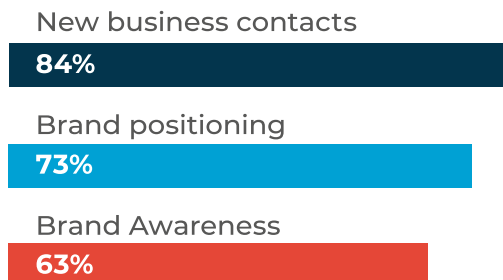 New business contacts
84%
Brand positioning
73%
Brand Awareness
63%